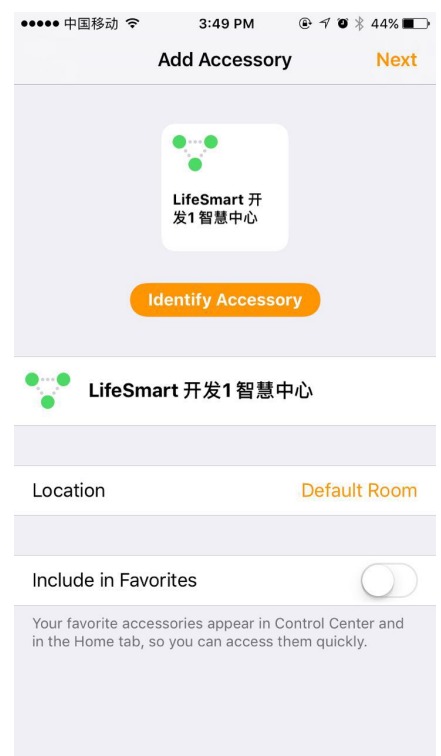 中国移动 3:49 PM 44%
Add Accessory Next
LifeSmart 开
发1 智慧中心
Identify Accessory
LifeSmart 开发1 智慧中心
Location Default Room
Include in Favorites
Your favorite accessories appear in Control Center and
in the Home tab, so you can access them quickly.